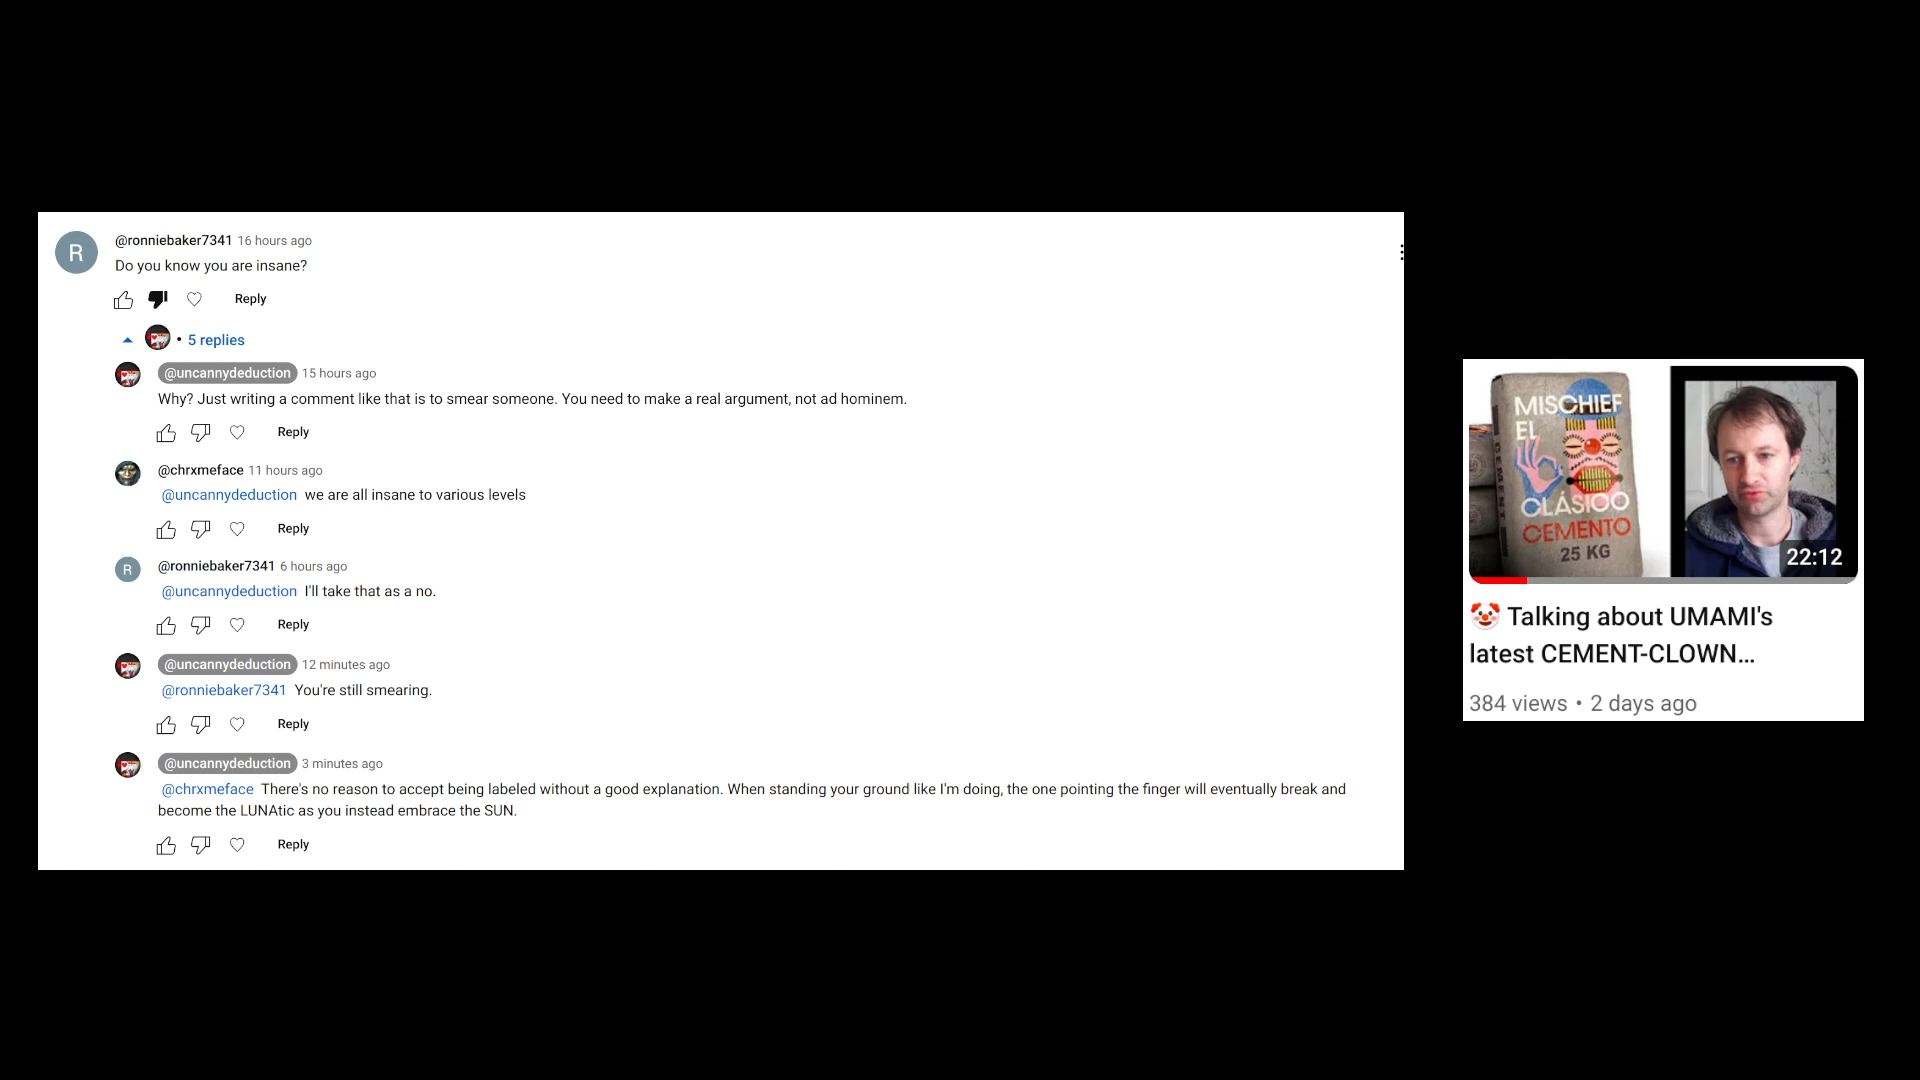 @ronniebaker7341 16 hours ago
Do you know you are insane?
Reply
• 5 replies
@uncannydeduction 15 hours ago
Why? Just writing a comment like that is to smear someone. You need to make a real argument, not ad hominem.
Reply
@chrxmeface 11 hours ago
@uncannydeduction we are all insane to various levels
Reply
@ronniebaker7341 6 hours ago
@uncannydeduction I'll take that as a no.
Reply
@uncannydeduction 12 minutes ago
@ronniebaker7341 You're still smearing.
Reply
@uncannydeduction 3 minutes ago
@chrxmeface There's no reason to accept being labeled without a good explanation. When standing your ground like I'm doing, the one pointing the finger will eventually break and
become the LUNAtic as you instead embrace the SUN.
Reply
R
R
MISCHIEF
EL
CLÁSICO
CEMENTO
25 KG
22:12
🤡 Talking about UMAMI's
latest CEMENT-CLOWN...
384 views • 2 days ago